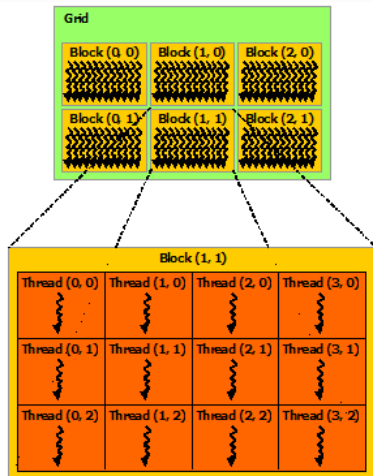 Grid
Block (0, 0) Block (1, 0) Block (2, 0)
Block (0, 1) Block (1, 1) Block (2, 1)
Block (1, 1)
Thread (0, 0) Thread (1, 0) Thread (2, 0) Thread (3, 0)
Thread (0, 1) Thread (1, 1) Thread (2, 1) Thread (3, 1)
Thread (0, 2) Thread (1, 2) Thread (2, 2) Thread (3, 2)